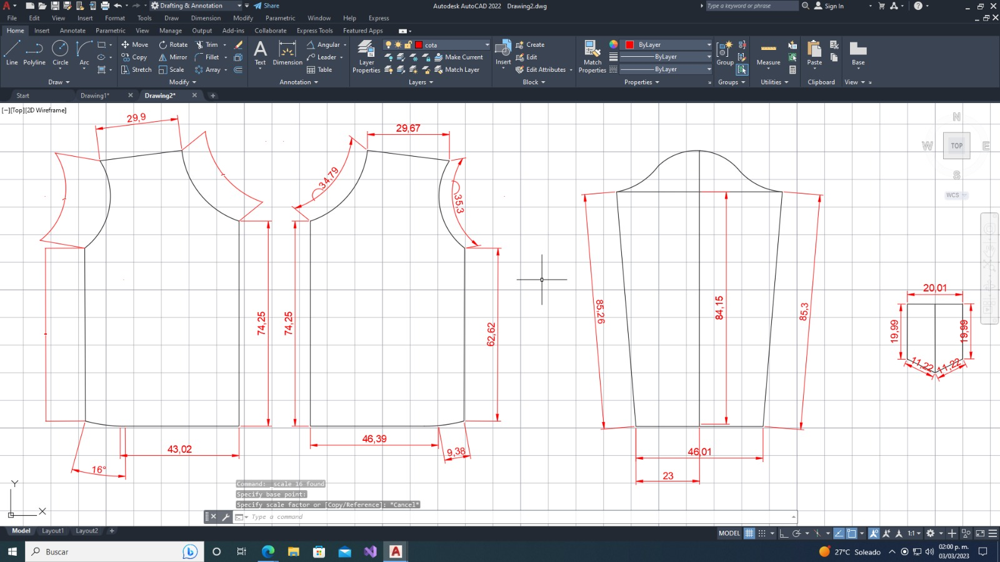 Drafting & Annotation
Share
Autodesk AutoCAD 2022 Drawing2.dwg
Type a keyword or phrase
Sign In
File Edit View Insert Format Tools Draw Dimension Modify Parametric Window Help Express
Home Insert Annotate Parametric View Manage Output Add-ins Collaborate Express Tools Featured Apps
Line
Polyline
Circle
Arc
Draw
Move
Rotate
Trim
Copy
Mirror
Fillet
Stretch
Scale
Array
Modify
Text
Dimension
Angular
Leader
Table
Annotation
Layer
Properties
cota
Make Current
Match Layer
Layers
Insert
Create
Edit
Edit Attributes
Block
Match
Properties
ByLayer
ByLayer
ByLayer
Properties
Group
Groups
Measure
Utilities
Paste
Clipboard
Base
View
Start
Drawing1*
Drawing2*
[−][Top][2D Wireframe]
N
W
TOP
E
S
WCS
29,9
29,67
34,79
35,3
74,25
74,25
62,62
43,02
46,39
9,38
16°
85,26
84,15
85,3
46,01
23
20,01
19,99
19,99
11,22
11,22
Y
X
Command: _scale 16 found
Specify base point:
Specify scale factor or [Copy/Reference]: *Cancel*
Type a command
Model Layout1 Layout2
MODEL
1:1
Buscar
27°C Soleado
02:00 p. m.
03/03/2023